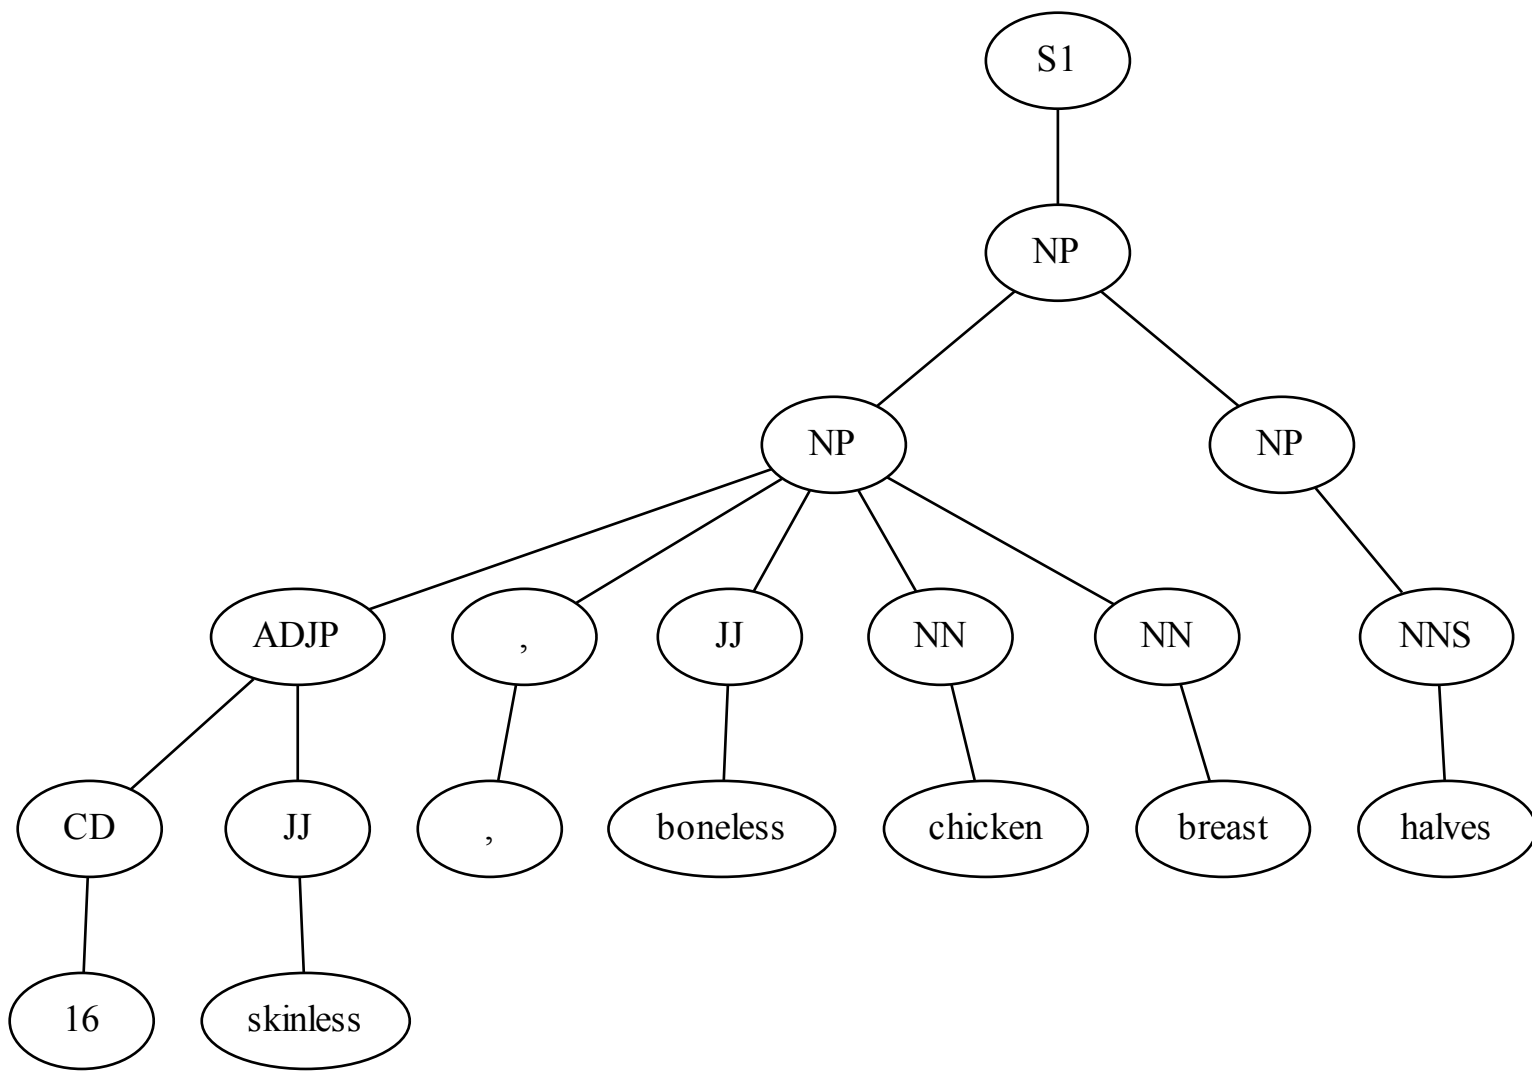 S1
NP
NP NP
ADJP , JJ NN NN NNS
CD JJ , boneless chicken breast halves
16 skinless